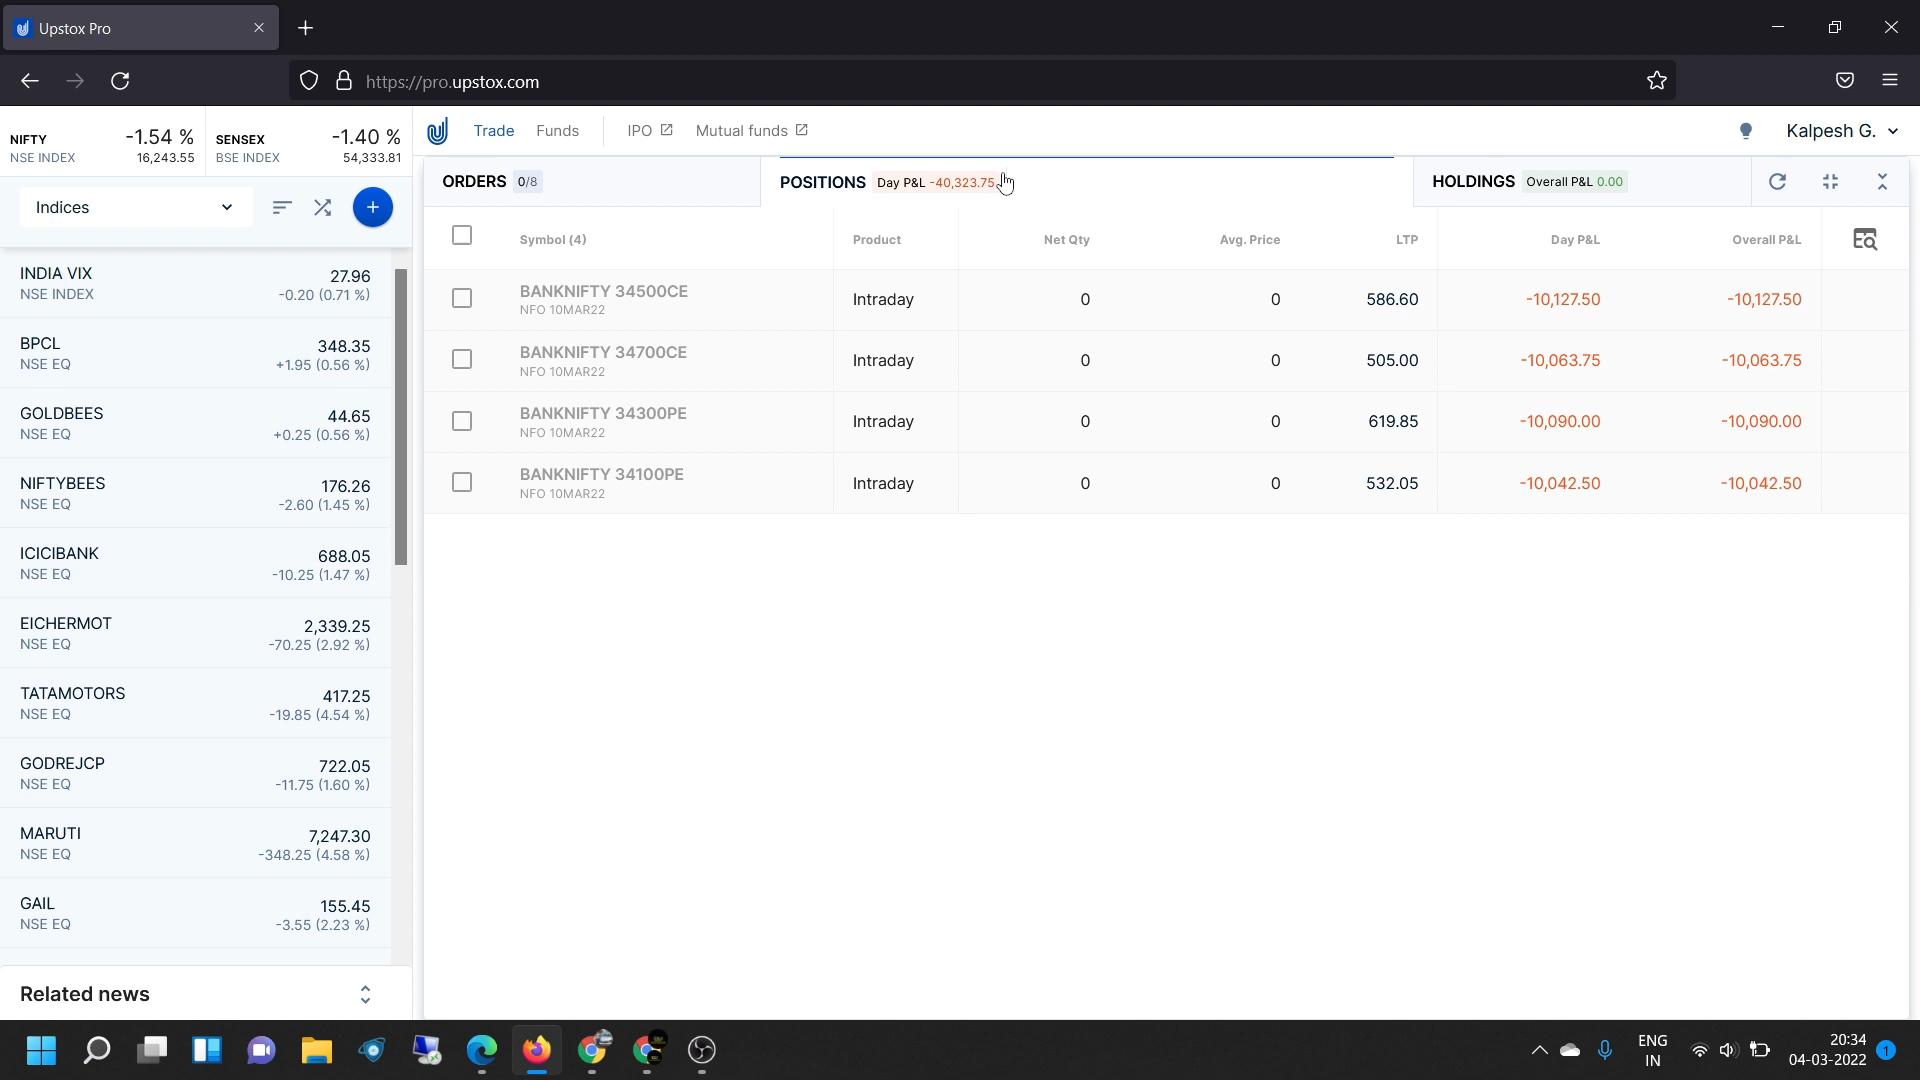 Upstox Pro
https://pro.upstox.com
NIFTY -1.54 % SENSEX -1.40 %
NSE INDEX 16,243.55 BSE INDEX 54,333.81
Trade Funds IPO Mutual funds Kalpesh G.
Indices
ORDERS 0/8 POSITIONS Day P&L -40,323.75 HOLDINGS Overall P&L 0.00
Symbol (4) Product Net Qty Avg. Price LTP Day P&L Overall P&L
BANKNIFTY 34500CE Intraday 0 0 586.60 -10,127.50 -10,127.50
NFO 10MAR22
BANKNIFTY 34700CE Intraday 0 0 505.00 -10,063.75 -10,063.75
NFO 10MAR22
BANKNIFTY 34300PE Intraday 0 0 619.85 -10,090.00 -10,090.00
NFO 10MAR22
BANKNIFTY 34100PE Intraday 0 0 532.05 -10,042.50 -10,042.50
NFO 10MAR22
INDIA VIX 27.96
NSE INDEX -0.20 (0.71 %)
BPCL 348.35
NSE EQ +1.95 (0.56 %)
GOLDBEES 44.65
NSE EQ +0.25 (0.56 %)
NIFTYBEES 176.26
NSE EQ -2.60 (1.45 %)
ICICIBANK 688.05
NSE EQ -10.25 (1.47 %)
EICHERMOT 2,339.25
NSE EQ -70.25 (2.92 %)
TATAMOTORS 417.25
NSE EQ -19.85 (4.54 %)
GODREJCP 722.05
NSE EQ -11.75 (1.60 %)
MARUTI 7,247.30
NSE EQ -348.25 (4.58 %)
GAIL 155.45
NSE EQ -3.55 (2.23 %)
Related news
ENG 20:34
IN 04-03-2022 1